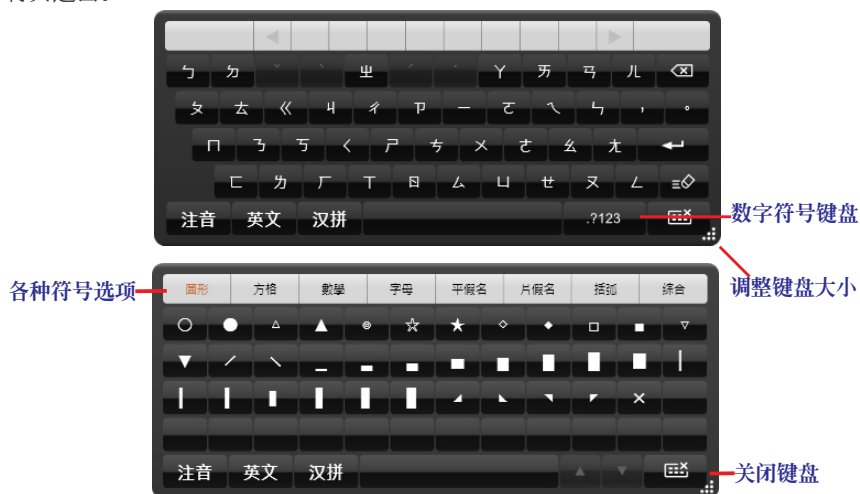 ㄅ ㄉ ˇ ˋ ㄓ ˊ ˙ ㄚ ㄞ ㄢ ㄦ
ㄆ ㄊ ㄍ ㄐ ㄔ ㄗ ㄧ ㄛ ㄟ ㄣ ， 。
ㄇ ㄋ ㄎ ㄑ ㄕ ㄘ ㄨ ㄜ ㄠ ㄤ
ㄈ ㄌ ㄏ ㄒ ㄖ ㄙ ㄩ ㄝ ㄡ ㄥ
注音 英文 汉拼 .?123
数字符号键盘
调整键盘大小
各种符号选项
圖形 方格 數學 字母 平假名 片假名 括弧 綜合
○ ● △ ▲ ◎ ☆ ★ ◇ ◆ □ ■ ▽
▼ ╱ ╲ ▁ ▂ ▃ ▄ ▅ ▆ ▇ █ ▏
▎ ▍ ▌ ▋ ▊ ▉ ◢ ◣ ◥ ◤ ✕
注音 英文 汉拼 ▲ ▼
关闭键盘